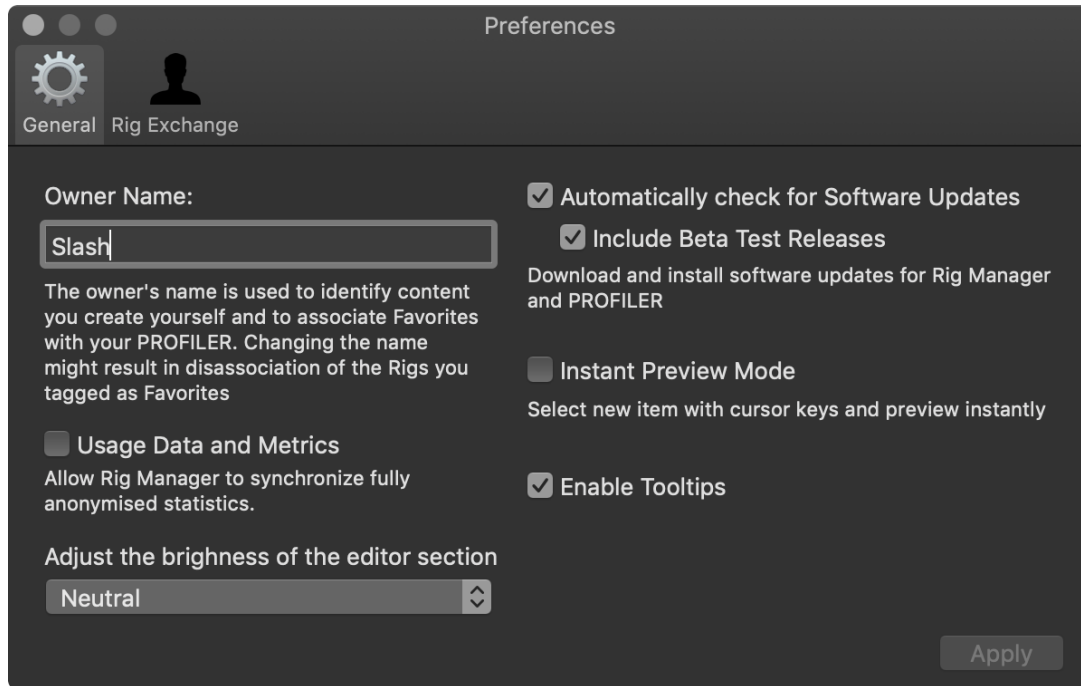 Preferences
General
Rig Exchange
Owner Name:
Slash
The owner's name is used to identify content
you create yourself and to associate Favorites
with your PROFILER. Changing the name
might result in disassociation of the Rigs you
tagged as Favorites
Usage Data and Metrics
Allow Rig Manager to synchronize fully
anonymised statistics.
Adjust the brighness of the editor section
Neutral
Automatically check for Software Updates
Include Beta Test Releases
Download and install software updates for Rig Manager
and PROFILER
Instant Preview Mode
Select new item with cursor keys and preview instantly
Enable Tooltips
Apply